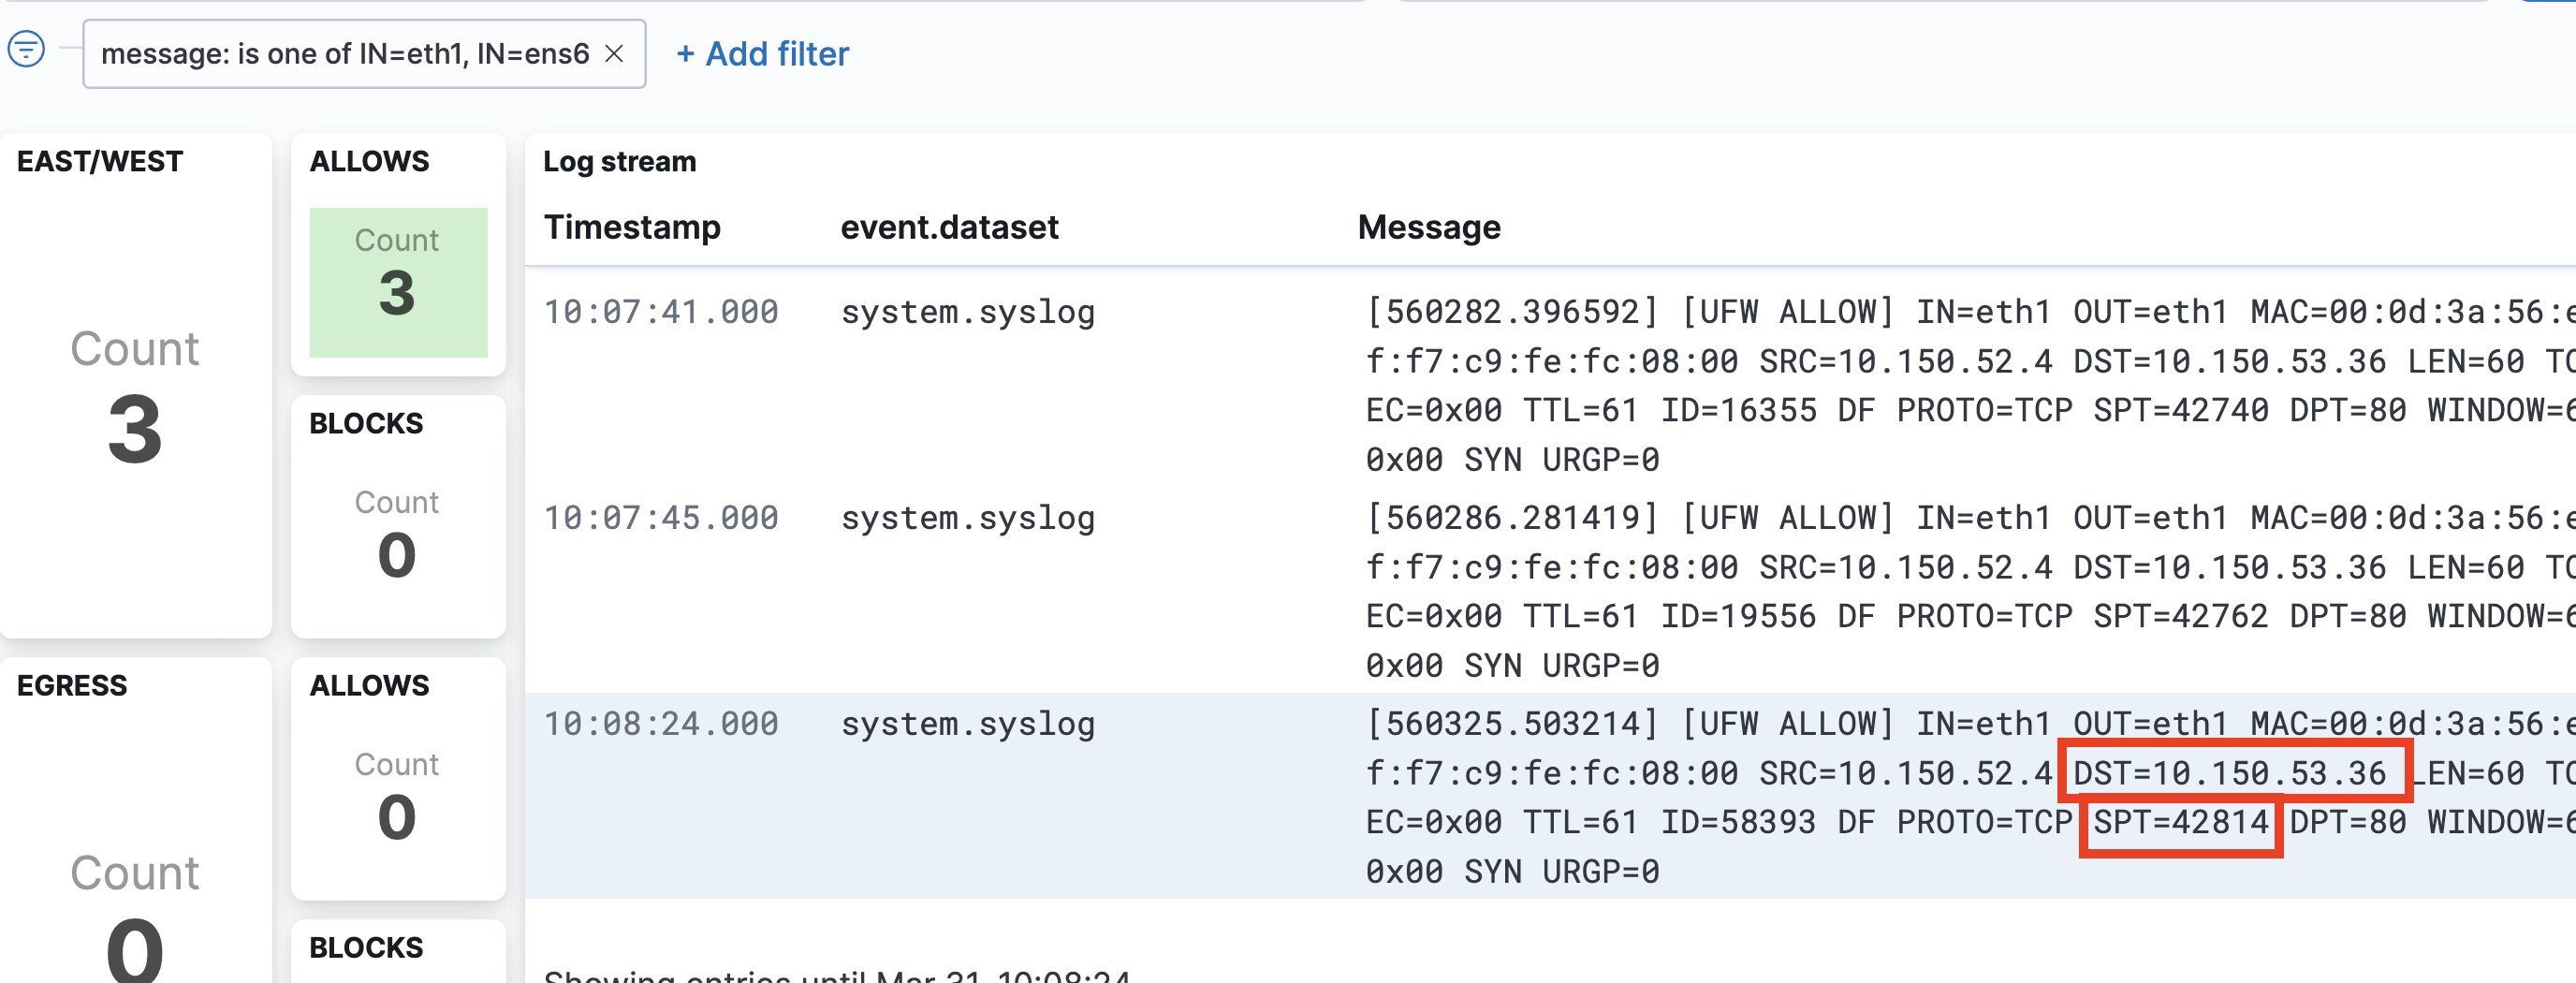 message: is one of IN=eth1, IN=ens6 ×
+ Add filter
EAST/WEST
Count
3
ALLOWS
Count
3
BLOCKS
Count
0
EGRESS
Count
0
ALLOWS
Count
0
BLOCKS
Log stream
Timestamp event.dataset Message
10:07:41.000 system.syslog [560282.396592] [UFW ALLOW] IN=eth1 OUT=eth1 MAC=00:0d:3a:56:e
f:f7:c9:fe:fc:08:00 SRC=10.150.52.4 DST=10.150.53.36 LEN=60 TO
EC=0x00 TTL=61 ID=16355 DF PROTO=TCP SPT=42740 DPT=80 WINDOW=6
0x00 SYN URGP=0
10:07:45.000 system.syslog [560286.281419] [UFW ALLOW] IN=eth1 OUT=eth1 MAC=00:0d:3a:56:e
f:f7:c9:fe:fc:08:00 SRC=10.150.52.4 DST=10.150.53.36 LEN=60 TO
EC=0x00 TTL=61 ID=19556 DF PROTO=TCP SPT=42762 DPT=80 WINDOW=6
0x00 SYN URGP=0
10:08:24.000 system.syslog [560325.503214] [UFW ALLOW] IN=eth1 OUT=eth1 MAC=00:0d:3a:56:e
f:f7:c9:fe:fc:08:00 SRC=10.150.52.4 DST=10.150.53.36 LEN=60 TO
EC=0x00 TTL=61 ID=58393 DF PROTO=TCP SPT=42814 DPT=80 WINDOW=6
0x00 SYN URGP=0
Showing entries until Mar 31, 10:08:24